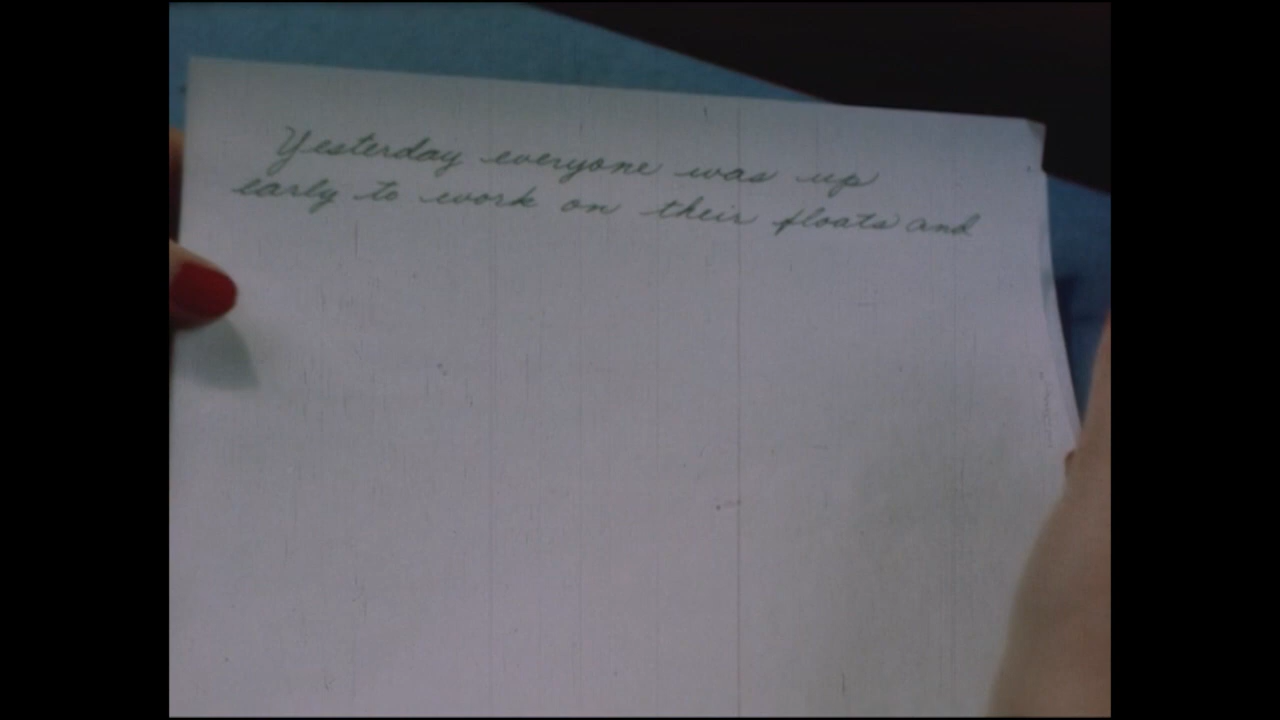 Yesterday everyone was up
early to work on their floats and